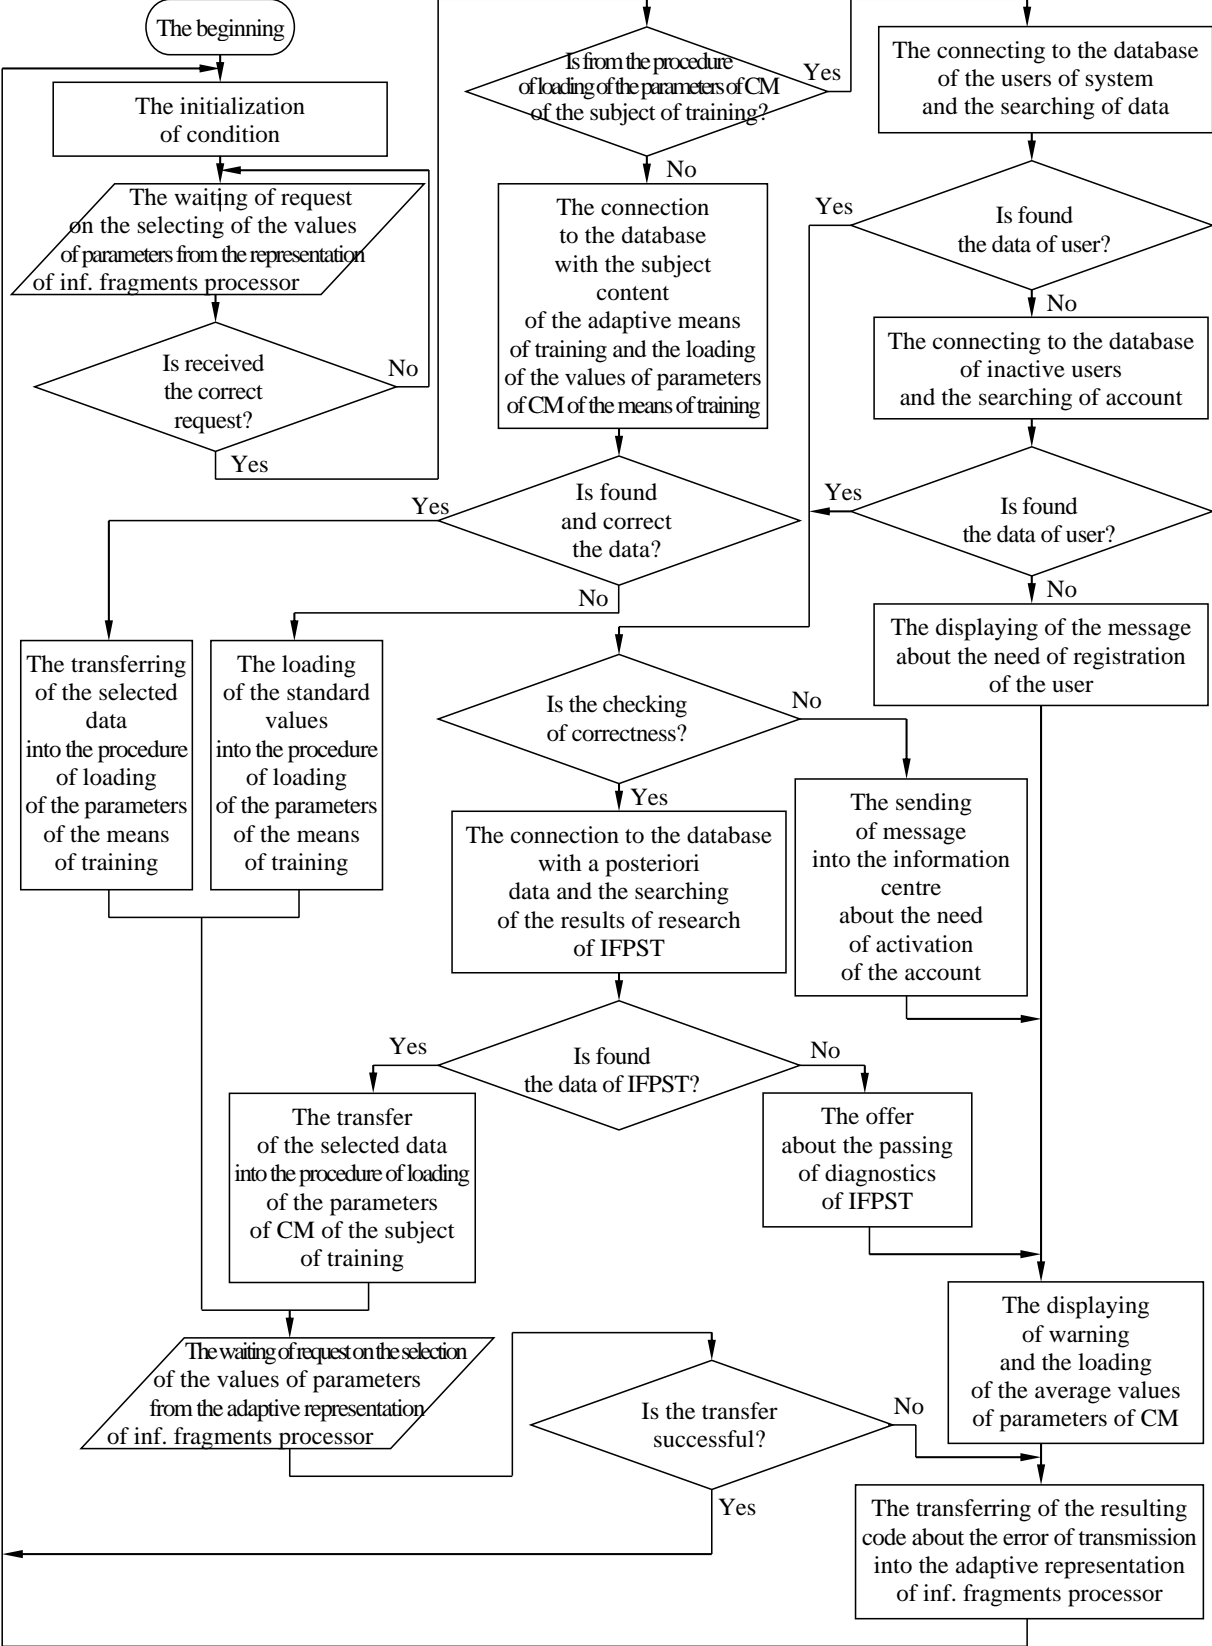 The beginning
The initialization
of condition
The waiting of request
on the selecting of the values
of parameters from the representation
of inf. fragments processor
Is received
the correct
request?
No
Yes
Is from the procedure
of loading of the parameters of CM
of the subject of training?
Yes
No
The connection
to the database
with the subject
content
of the adaptive means
of training and the loading
of the values of parameters
of CM of the means of training
Is found
and correct
the data?
Yes
No
The connecting to the database
of the users of system
and the searching of data
Is found
the data of user?
Yes
No
The connecting to the database
of inactive users
and the searching of account
Is found
the data of user?
Yes
No
The displaying of the message
about the need of registration
of the user
The transferring
of the selected
data
into the procedure
of loading
of the parameters
of the means
of training
The loading
of the standard
values
into the procedure
of loading
of the parameters
of the means
of training
Is the checking
of correctness?
No
Yes
The sending
of message
into the information
centre
about the need
of activation
of the account
The connection to the database
with a posteriori
data and the searching
of the results of research
of IFPST
Is found
the data of IFPST?
Yes
No
The transfer
of the selected data
into the procedure of loading
of the parameters
of CM of the subject
of training
The offer
about the passing
of diagnostics
of IFPST
The displaying
of warning
and the loading
of the average values
of parameters of CM
The waiting of request on the selection
of the values of parameters
from the adaptive representation
of inf. fragments processor
Is the transfer
successful?
No
Yes
The transferring of the resulting
code about the error of transmission
into the adaptive representation
of inf. fragments processor